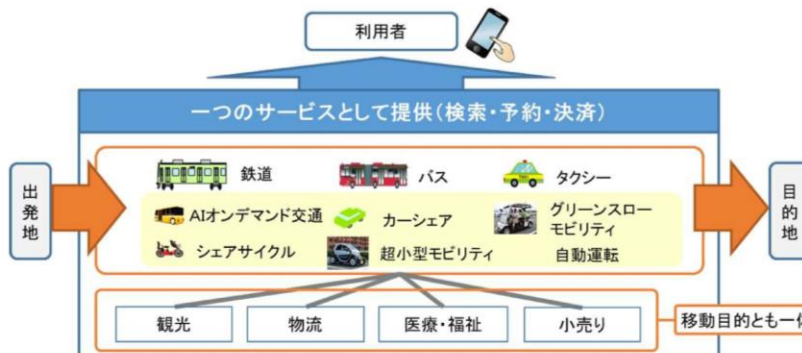 利用者
一つのサービスとして提供(検索・予約・決済)
出発地
鉄道
バス
タクシー
目的地
AIオンデマンド交通
カーシェア
グリーンスロー
モビリティ
シェアサイクル
超小型モビリティ
自動運転
観光
物流
医療・福祉
小売り
移動目的とも一体